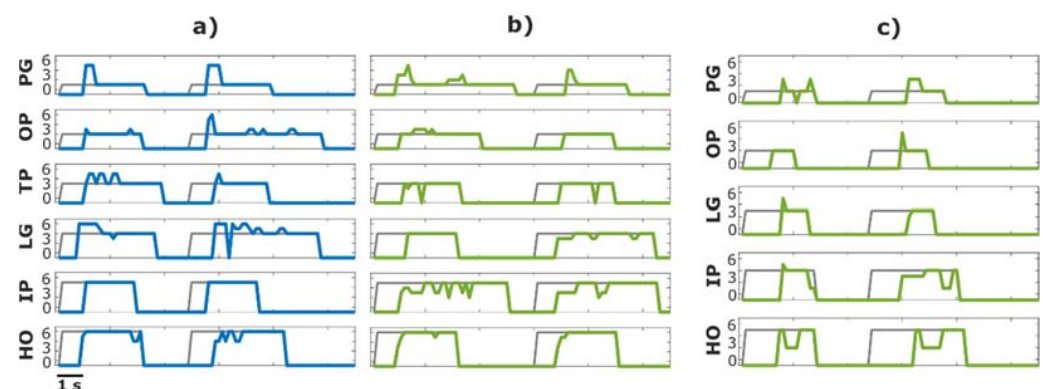 a) b) c)
PG 6 3 0
OP 6 3 0
TP 6 3 0
LG 6 3 0
IP 6 3 0
HO 6 3 0
1 s
PG 6 3 0
OP 6 3 0
LG 6 3 0
IP 6 3 0
HO 6 3 0